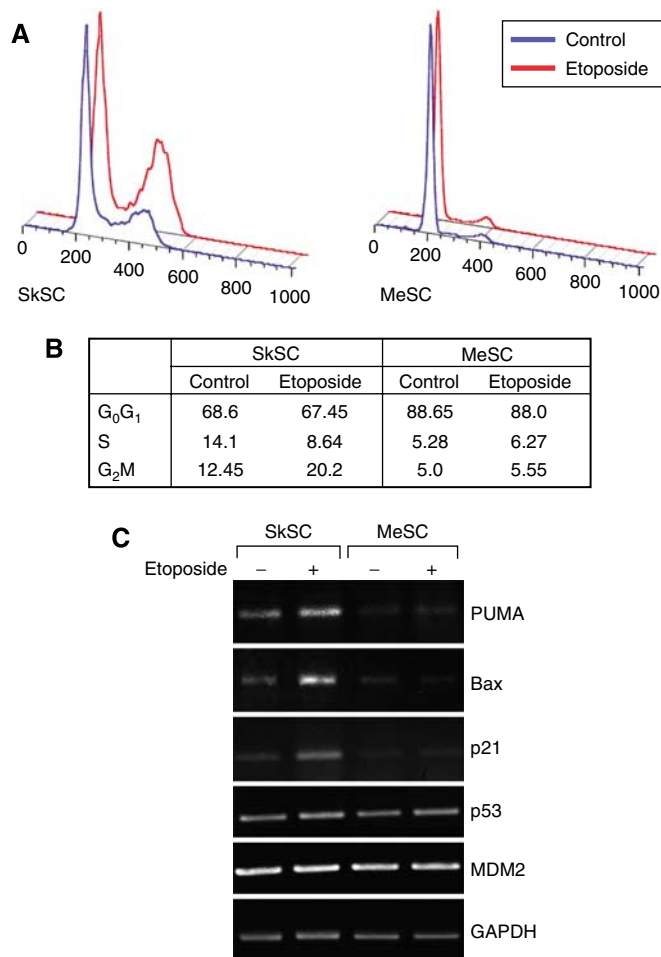 A
Control
Etoposide
0 200 400 600 800 1000
SkSC
0 200 400 600 800 1000
MeSC
B
SkSC MeSC
Control Etoposide Control Etoposide
G0G1 68.6 67.45 88.65 88.0
S 14.1 8.64 5.28 6.27
G2M 12.45 20.2 5.0 5.55
C
SkSC MeSC
Etoposide – + – +
PUMA
Bax
p21
p53
MDM2
GAPDH